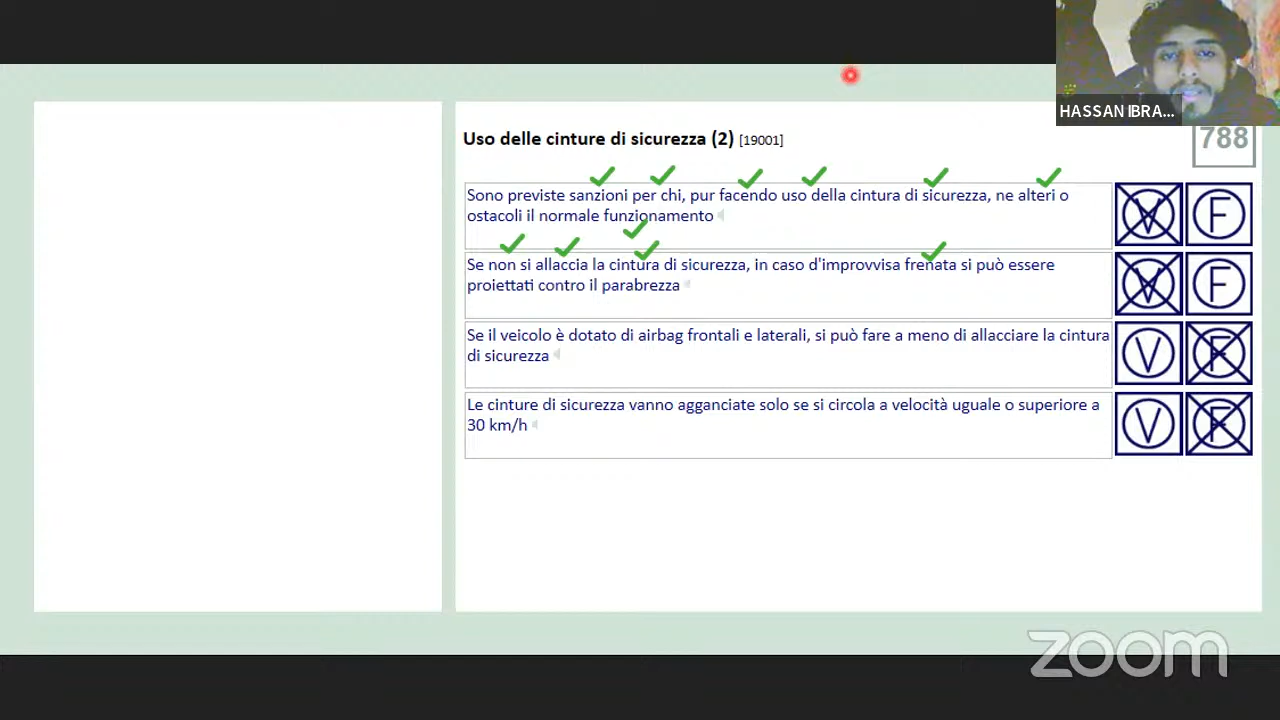 HASSAN IBRA...
Uso delle cinture di sicurezza (2) [19001]
788
Sono previste sanzioni per chi, pur facendo uso della cintura di sicurezza, ne alteri o
ostacoli il normale funzionamento
V F
Se non si allaccia la cintura di sicurezza, in caso d'improvvisa frenata si può essere
proiettati contro il parabrezza
V F
Se il veicolo è dotato di airbag frontali e laterali, si può fare a meno di allacciare la cintura
di sicurezza
V F
Le cinture di sicurezza vanno agganciate solo se si circola a velocità uguale o superiore a
30 km/h
V F
zoom